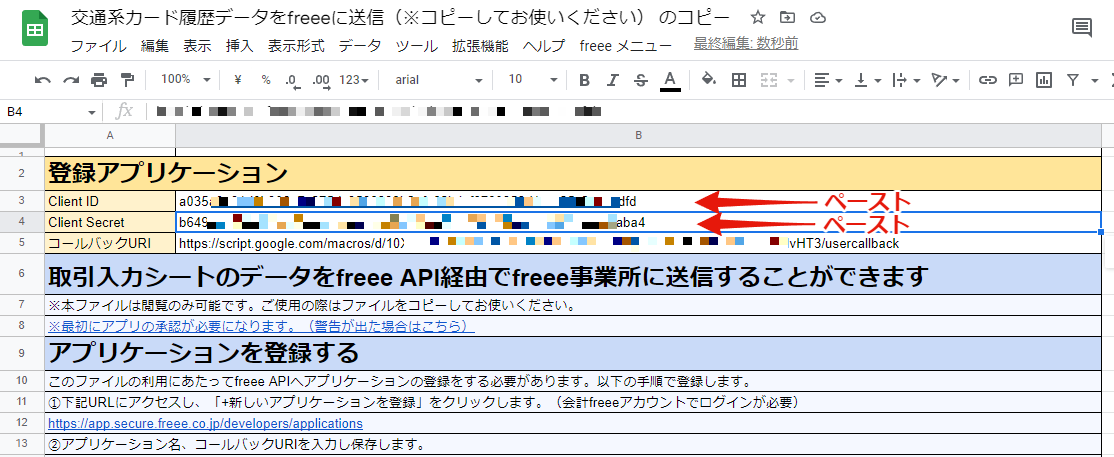 交通系カード履歴データをfreeeに送信（※コピーしてお使いください） のコピー
ファイル 編集 表示 挿入 表示形式 データ ツール 拡張機能 ヘルプ freee メニュー 最終編集: 数秒前
100% ¥ % .0 .00 123 arial 10 B I S A
B4 fx
A B
1
2 登録アプリケーション
3 Client ID a035 dfd ペースト
4 Client Secret b649 aba4 ペースト
5 コールバックURI https://script.google.com/macros/d/10X vHT3/usercallback
6 取引入力シートのデータをfreee API経由でfreee事業所に送信することができます
7 ※本ファイルは閲覧のみ可能です。ご使用の際はファイルをコピーしてお使いください。
8 ※最初にアプリの承認が必要になります。（警告が出た場合はこちら）
9 アプリケーションを登録する
10 このファイルの利用にあたってfreee APIへアプリケーションの登録をする必要があります。以下の手順で登録します。
11 ①下記URLにアクセスし、「+新しいアプリケーションを登録」をクリックします。（会計freeeアカウントでログインが必要）
12 https://app.secure.freee.co.jp/developers/applications
13 ②アプリケーション名、コールバックURIを入力し保存します。